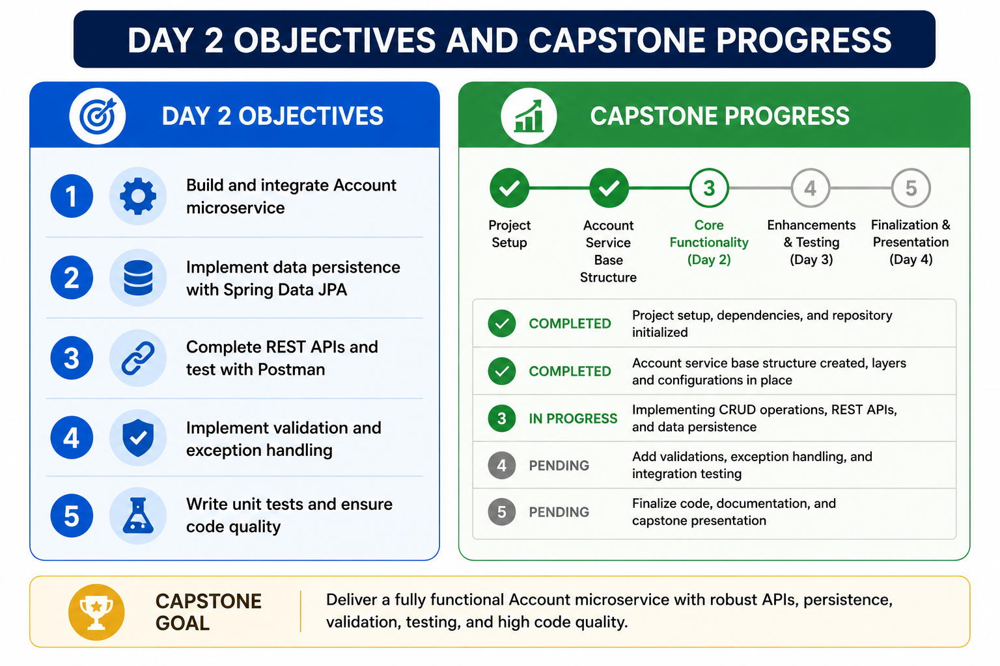 DAY 2 OBJECTIVES AND CAPSTONE PROGRESS
DAY 2 OBJECTIVES
1
Build and integrate Account
microservice
2
Implement data persistence
with Spring Data JPA
3
Complete REST APIs and
test with Postman
4
Implement validation and
exception handling
5
Write unit tests and ensure
code quality
CAPSTONE PROGRESS
Project
Setup
Account
Service
Base
Structure
3
Core
Functionality
(Day 2)
4
Enhancements
& Testing
(Day 3)
5
Finalization &
Presentation
(Day 4)
COMPLETED
Project setup, dependencies, and repository
initialized
COMPLETED
Account service base structure created, layers
and configurations in place
3
IN PROGRESS
Implementing CRUD operations, REST APIs,
and data persistence
4
PENDING
Add validations, exception handling, and
integration testing
5
PENDING
Finalize code, documentation, and
capstone presentation
CAPSTONE
GOAL
Deliver a fully functional Account microservice with robust APIs, persistence,
validation, testing, and high code quality.